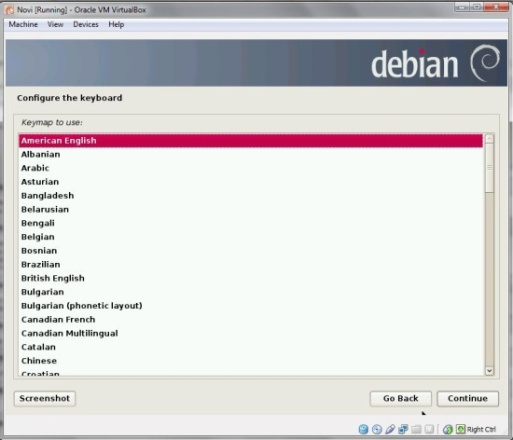 Novi [Running] - Oracle VM VirtualBox
Machine View Devices Help
debian
Configure the keyboard
Keymap to use:
American English
Albanian
Arabic
Asturian
Bangladesh
Belarusian
Bengali
Belgian
Bosnian
Brazilian
British English
Bulgarian
Bulgarian (phonetic layout)
Canadian French
Canadian Multilingual
Catalan
Chinese
Croatian
Screenshot Go Back Continue
Right Ctrl